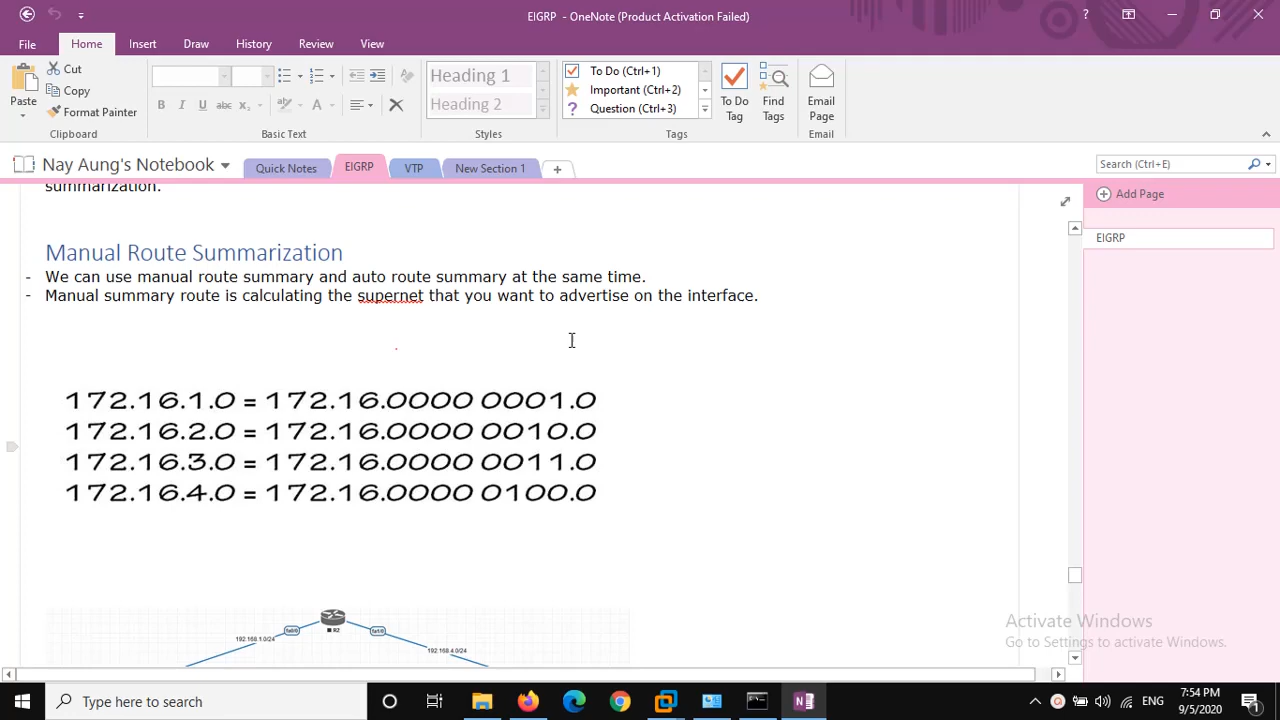 EIGRP - OneNote (Product Activation Failed)
File Home Insert Draw History Review View
Paste
Cut
Copy
Format Painter
Clipboard
Basic Text
Heading 1
Heading 2
Styles
To Do (Ctrl+1)
Important (Ctrl+2)
Question (Ctrl+3)
Tags
To Do Tag
Find Tags
Email Page
Email
Nay Aung's Notebook
Quick Notes EIGRP VTP New Section 1
Search (Ctrl+E)
Add Page
EIGRP
summarization.
Manual Route Summarization
- We can use manual route summary and auto route summary at the same time.
- Manual summary route is calculating the supernet that you want to advertise on the interface.
172.16.1.0 = 172.16.0000 0001.0
172.16.2.0 = 172.16.0000 0010.0
172.16.3.0 = 172.16.0000 0011.0
172.16.4.0 = 172.16.0000 0100.0
R2
fa0/0
fa1/0
192.168.1.0/24
192.168.4.0/24
Activate Windows
Go to Settings to activate Windows.
Type here to search
ENG
7:54 PM
9/5/2020